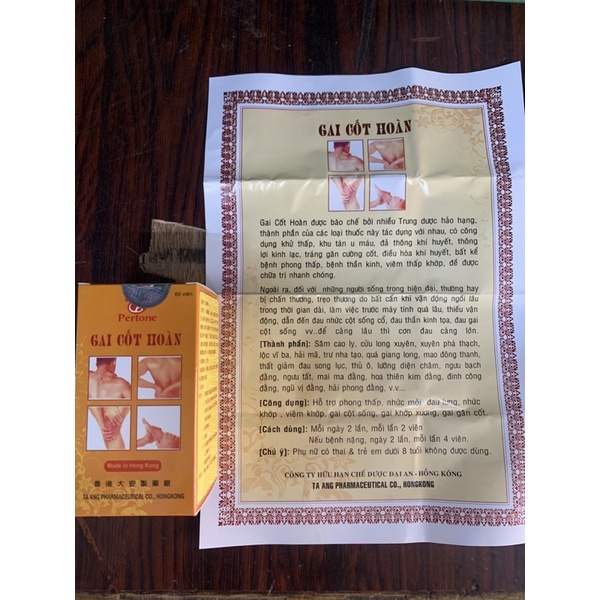 GAI CỐT HOÀN
Gai Cốt Hoàn được bào chế bởi nhiều Trung dược hảo hạng,
thành phần của các loại thuốc này tác dụng với nhau, có công
dụng khử thấp, khu tán u máu, đả thông khí huyết, thông
lợi kinh lạc, tráng gân cường cốt, điều hòa khí huyết, bất kể
bệnh phong thấp, bệnh thần kinh, viêm thấp khớp, đề được
chữa trị nhanh chóng.
Ngoài ra, đối với những người sống trong hiện đại, thường hay
bị chấn thương, trẹo thương do bất cẩn khi vận động ngồi lâu
trong thời gian dài, làm việc trước máy tính quá lâu, thiếu vận
động, dẫn đến đau nhức cột sống cổ, đau thần kinh tọa, đau gai
cột sống vv..để càng lâu thì cơn đau càng lớn.
[Thành phần]: Sâm cao ly, cửu long xuyên, xuyên phá thạch,
lộc vĩ ba, hải mã, trư nha tạo, quá giang long, mao đông thanh,
thất giảm đau song lực, thủ ô, lưỡng diện châm, ngưu bạch
đằng, ngưu tất, mai ma đằng, hoa thiên kim đằng, đinh công
đằng, ngũ vị đằng, hải phong đằng. v.v...
[Công dụng]: Hỗ trợ phong thấp, nhức mỏi, đau lưng, nhức
khớp , viêm khớp, gai cột sống, gai khớp xương, gai gân cốt.
[Cách dùng]: Mỗi ngày 2 lần, mỗi lần 2 viên
Nếu bệnh nặng, ngày 2 lần, mỗi lần 4 viên.
[Chú ý]: Phụ nữ có thai & trẻ em dưới 8 tuổi không được dùng.
CÔNG TY HỮU HẠN CHẾ DƯỢC ĐẠI AN - HỒNG KÔNG
TA ANG PHARMACEUTICAL CO., HONGKONG
60 viên
Pertone
GAI CỐT HOÀN
Made in Hong Kong
香港大安製藥廠
TA ANG PHARMACEUTICAL CO., HONGKONG